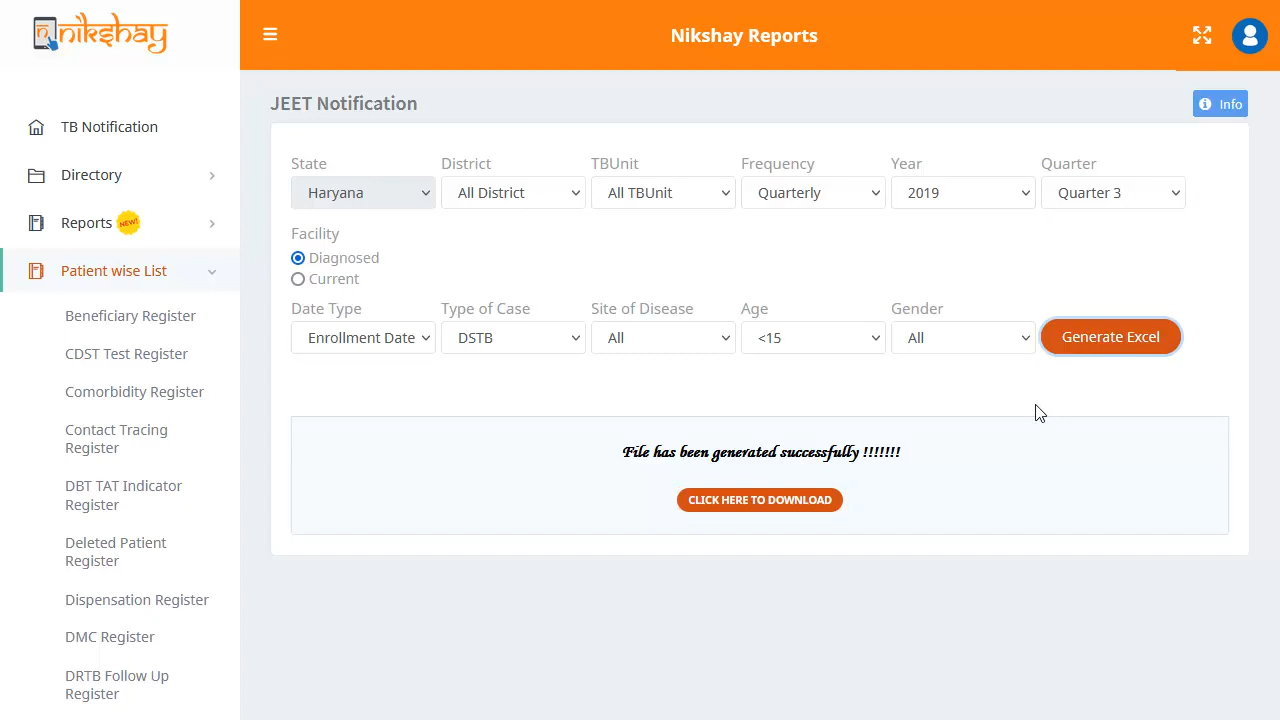 nikshay
Nikshay Reports
TB Notification
Directory
Reports NEW!
Patient wise List
Beneficiary Register
CDST Test Register
Comorbidity Register
Contact Tracing
Register
DBT TAT Indicator
Register
Deleted Patient
Register
Dispensation Register
DMC Register
DRTB Follow Up
Register
JEET Notification
Info
State
District
TBUnit
Frequency
Year
Quarter
Haryana
All District
All TBUnit
Quarterly
2019
Quarter 3
Facility
Diagnosed
Current
Date Type
Type of Case
Site of Disease
Age
Gender
Enrollment Date
DSTB
All
<15
All
Generate Excel
File has been generated successfully !!!!!!!
CLICK HERE TO DOWNLOAD